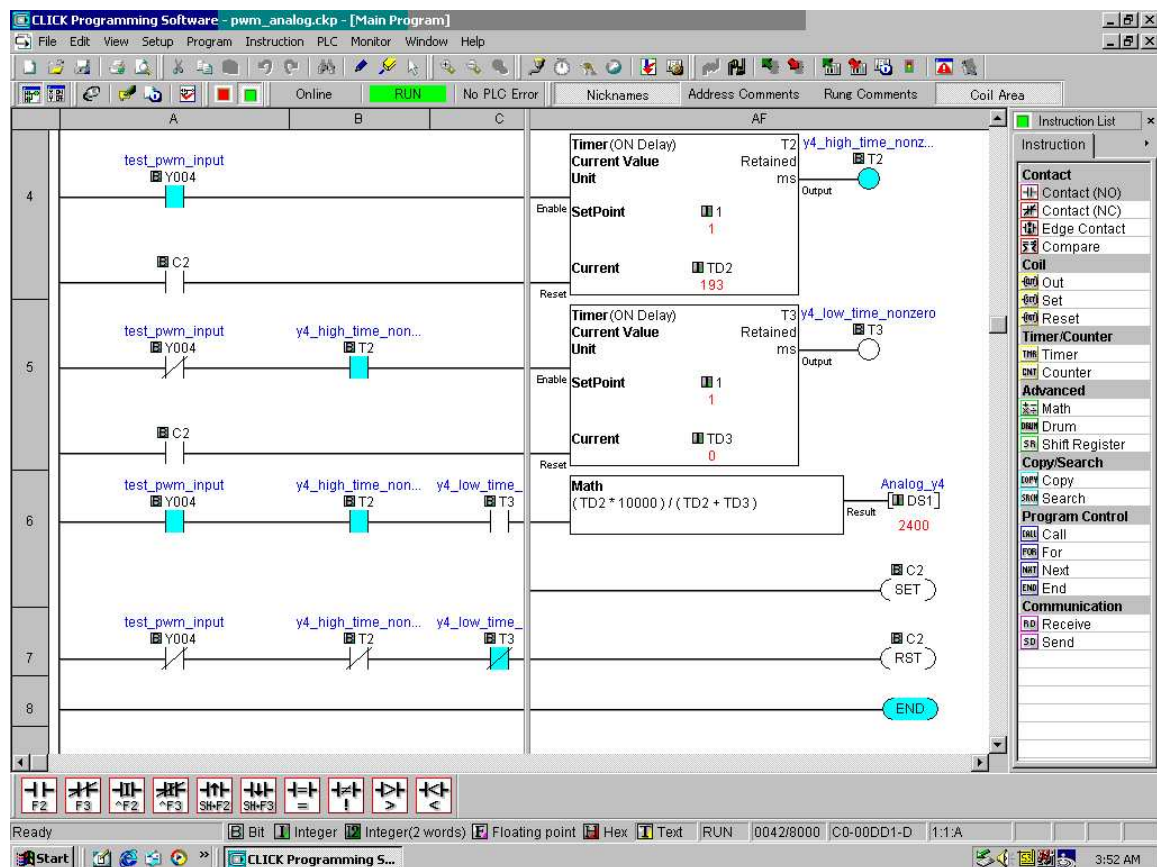 CLICK Programming Software - pwm_analog.ckp - [Main Program]
File Edit View Setup Program Instruction PLC Monitor Window Help
Online RUN No PLC Error Nicknames Address Comments Rung Comments Coil Area
A B C AF
Instruction List
Instruction
Contact
Contact (NO)
Contact (NC)
Edge Contact
Compare
Coil
Out
Set
Reset
Timer/Counter
Timer
Counter
Advanced
Math
Drum
Shift Register
Copy/Search
Copy
Search
Program Control
Call
For
Next
End
Communication
Receive
Send
4
test_pwm_input
Y004
C2
Timer(ON Delay) T2
Current Value Retained
Unit ms
Enable SetPoint 1
1
Current TD2
193
Reset
y4_high_time_nonz...
T2
Output
5
test_pwm_input y4_high_time_non...
Y004 T2
C2
Timer(ON Delay) T3
Current Value Retained
Unit ms
Enable SetPoint 1
1
Current TD3
0
Reset
y4_low_time_nonzero
T3
Output
6
test_pwm_input y4_high_time_non... y4_low_time_
Y004 T2 T3
Math
( TD2 * 10000 ) / ( TD2 + TD3 )
Analog_y4
DS1
Result
2400
C2
SET
7
test_pwm_input y4_high_time_non... y4_low_time_
Y004 T2 T3
C2
RST
8
END
F2 F3 ^F2 ^F3 SH+F2 SH+F3 = ! > <
Ready B Bit I Integer Integer(2 words) F Floating point H Hex T Text RUN 0042/8000 C0-00DD1-D 1:1:A
Start » CLICK Programming S... 3:52 AM